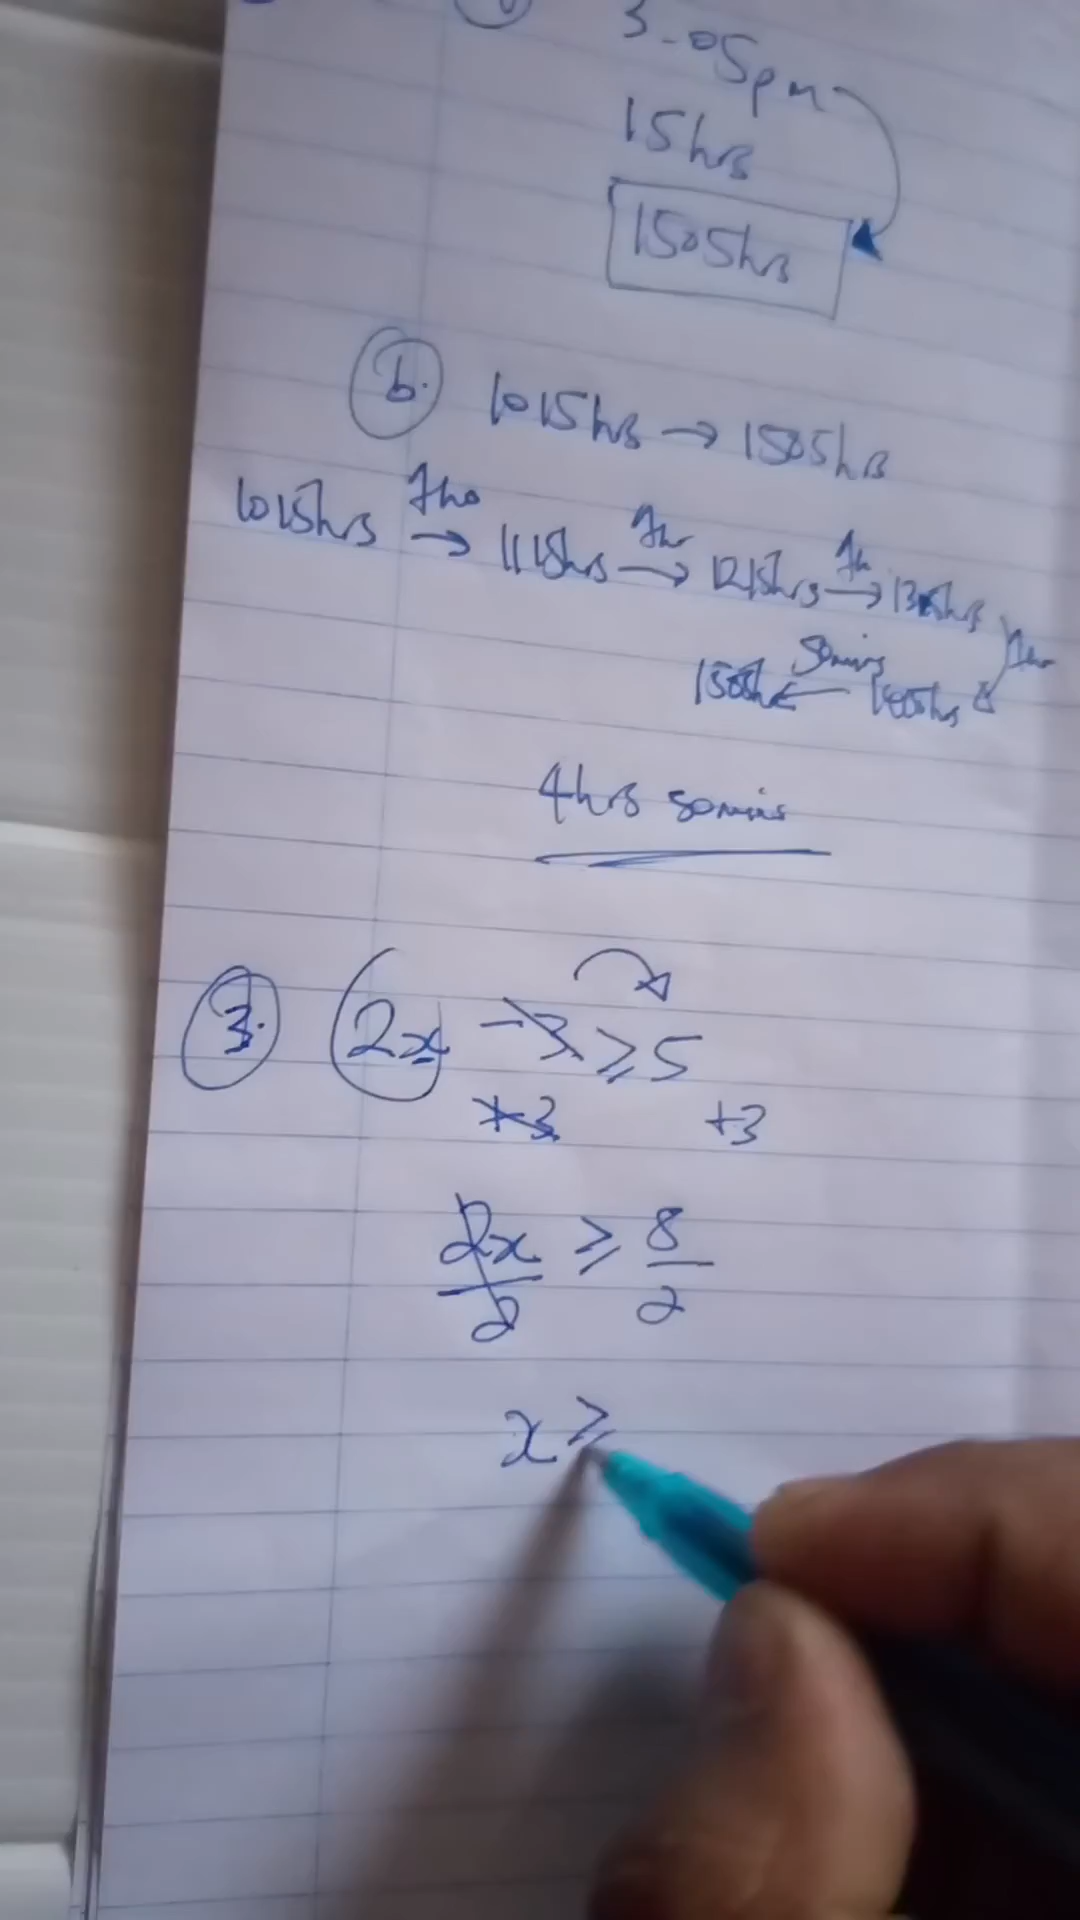 3.05pm
15hrs
1505hrs
b. 1015hrs → 1505hrs
1015hrs 1hr → 1115hrs 1hr → 1215hrs 1hr → 1315hrs
1hr
1505hrs ← 50mins
4hrs 50mins
3. 2x - 3 ≥ 5
+3 +3
2x/2 ≥ 8/2
x ≥